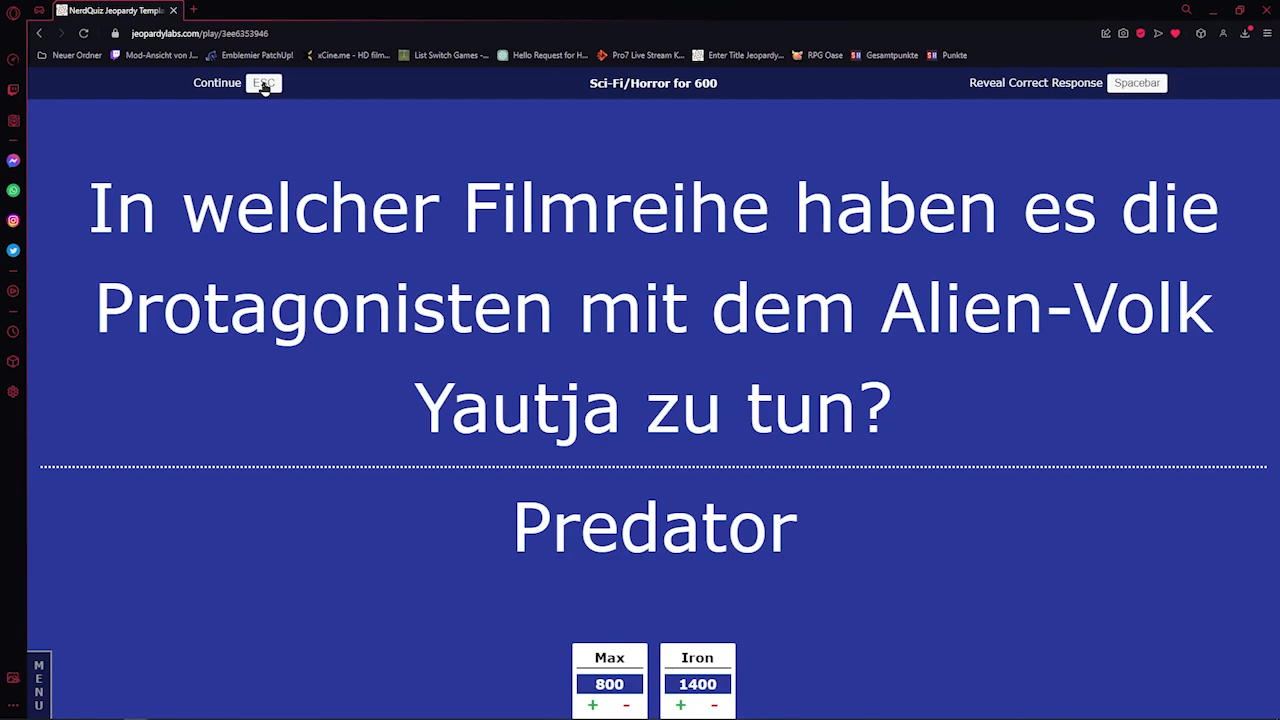 NerdQuiz Jeopardy Templa
jeopardylabs.com/play/3ee6353946
Neuer Ordner
Mod-Ansicht von J...
Emblemier PatchUp!
xCine.me - HD film...
List Switch Games -...
Hello Request for H...
Pro7 Live Stream K...
Enter Title Jeopardy...
RPG Oase
Gesamtpunkte
Punkte
Continue ESC
Sci-Fi/Horror for 600
Reveal Correct Response Spacebar
In welcher Filmreihe haben es die
Protagonisten mit dem Alien-Volk
Yautja zu tun?
Predator
MENU
Max
800
+ -
Iron
1400
+ -